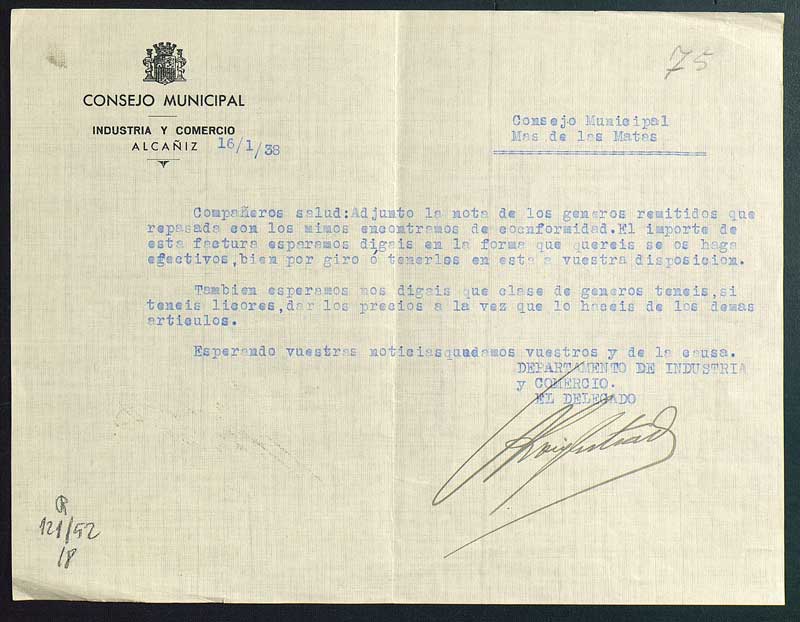 75
CONSEJO MUNICIPAL
INDUSTRIA Y COMERCIO
ALCAÑIZ 16/1/38
Consejo Municipal
Mas de las Matas
Compañeros salud:Adjunto la nota de los generos remitidos que
repasada con los mimos encontramos de coonformidad.El importe de
esta factura esparamos digais en la forma que quereis se os haga
efectivos,bien por giro ó tenerlos en esta a vuestra disposicion.
Tambien esperamos nos digais que clase de generos teneis,si
teneis licores,dar los precios a la vez que lo haceis de los demas
articulos.
Esperando vuestras noticiasquedamos vuestros y de la causa.
DEPARTAMENTO DE INDUSTRIA
y COMERCIO.
EL DELEGADO
R
121/52
/8